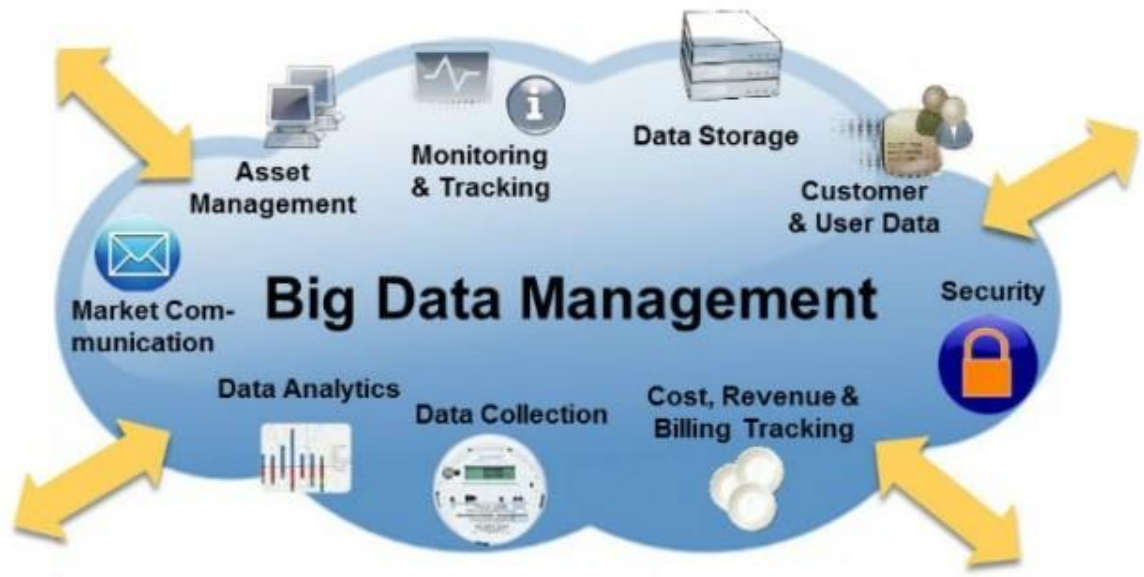 Asset
Management
Monitoring
& Tracking
Data Storage
Customer
& User Data
Market Com-
munication
Big Data Management
Security
Data Analytics
Data Collection
Cost, Revenue &
Billing Tracking